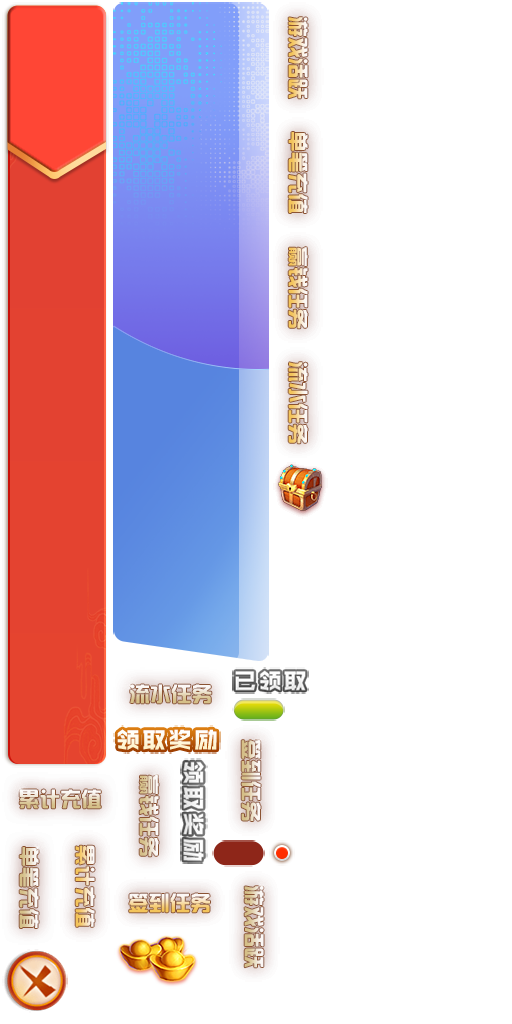 游戏活跃
单笔充值
赢钱任务
流水任务
已领取
流水任务
领取奖励
签到任务
赢钱任务
领取奖励
累计充值
单笔充值
累计充值
签到任务
游戏活跃